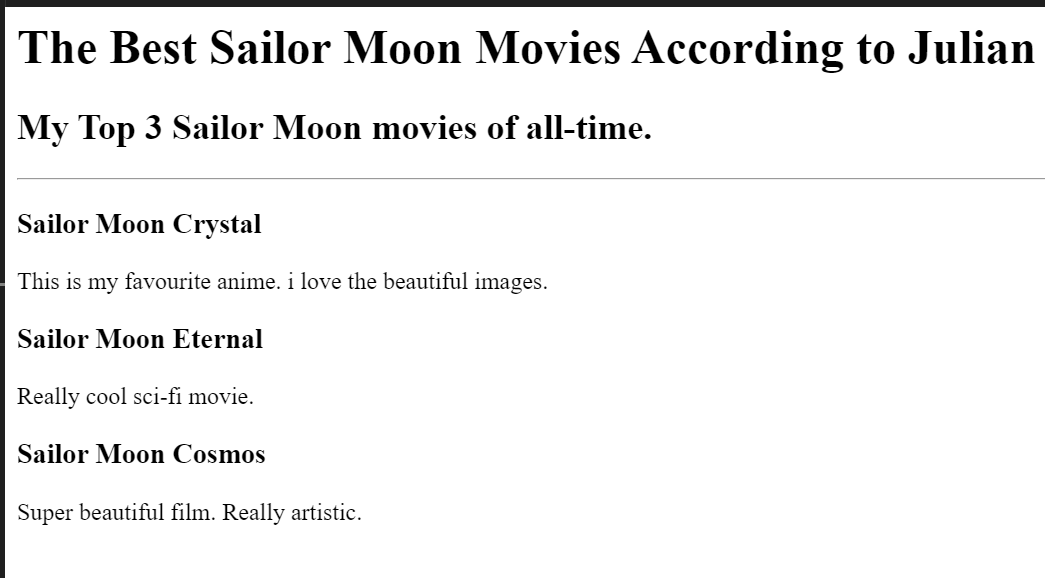 The Best Sailor Moon Movies According to Julian
My Top 3 Sailor Moon movies of all-time.
Sailor Moon Crystal
This is my favourite anime. i love the beautiful images.
Sailor Moon Eternal
Really cool sci-fi movie.
Sailor Moon Cosmos
Super beautiful film. Really artistic.